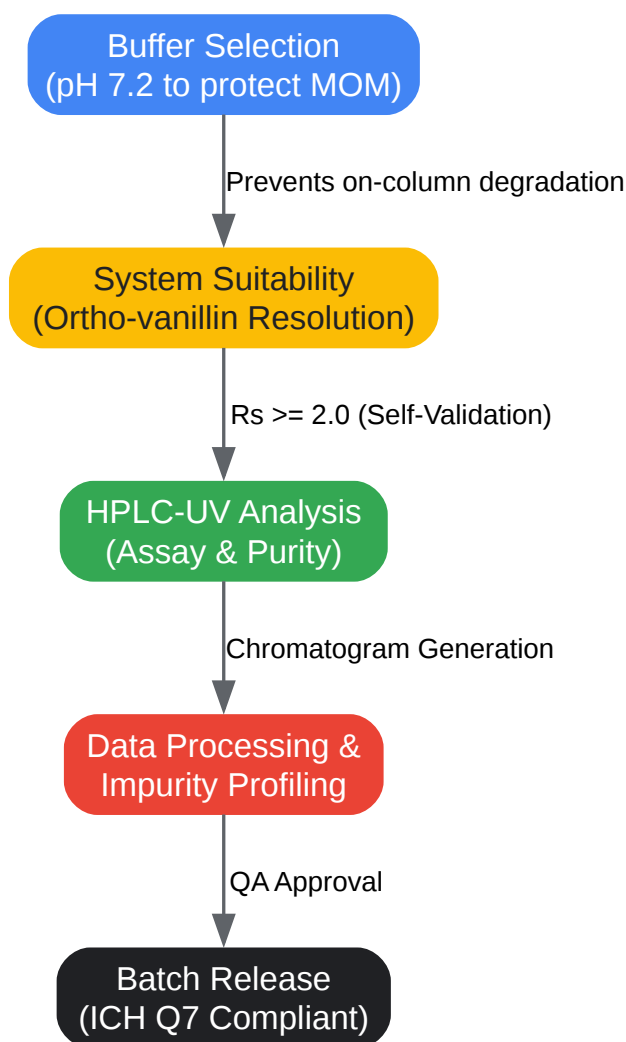 Buffer Selection
(pH 7.2 to protect MOM)
Prevents on-column degradation
System Suitability
(Ortho-vanillin Resolution)
Rs >= 2.0 (Self-Validation)
HPLC-UV Analysis
(Assay & Purity)
Chromatogram Generation
Data Processing &
Impurity Profiling
QA Approval
Batch Release
(ICH Q7 Compliant)